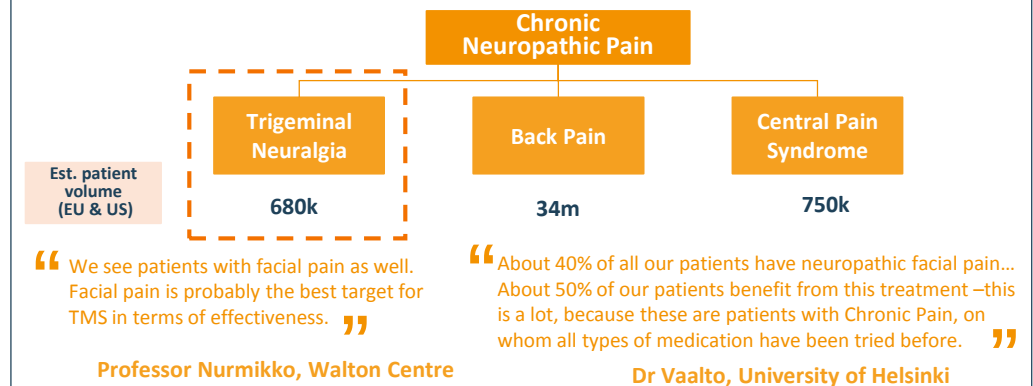 Chronic
Neuropathic Pain
Trigeminal
Neuralgia
Back Pain
Central Pain
Syndrome
Est. patient
volume
(EU & US)
680k
34m
750k
“ We see patients with facial pain as well.
Facial pain is probably the best target for
TMS in terms of effectiveness. ”
Professor Nurmikko, Walton Centre
“ About 40% of all our patients have neuropathic facial pain…
About 50% of our patients benefit from this treatment –this
is a lot, because these are patients with Chronic Pain, on
whom all types of medication have been tried before. ”
Dr Vaalto, University of Helsinki